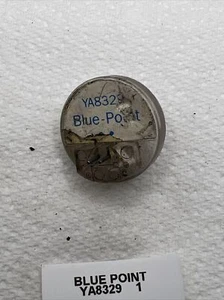 YA8329
Blue-Point
BLUE POINT
YA8329 1